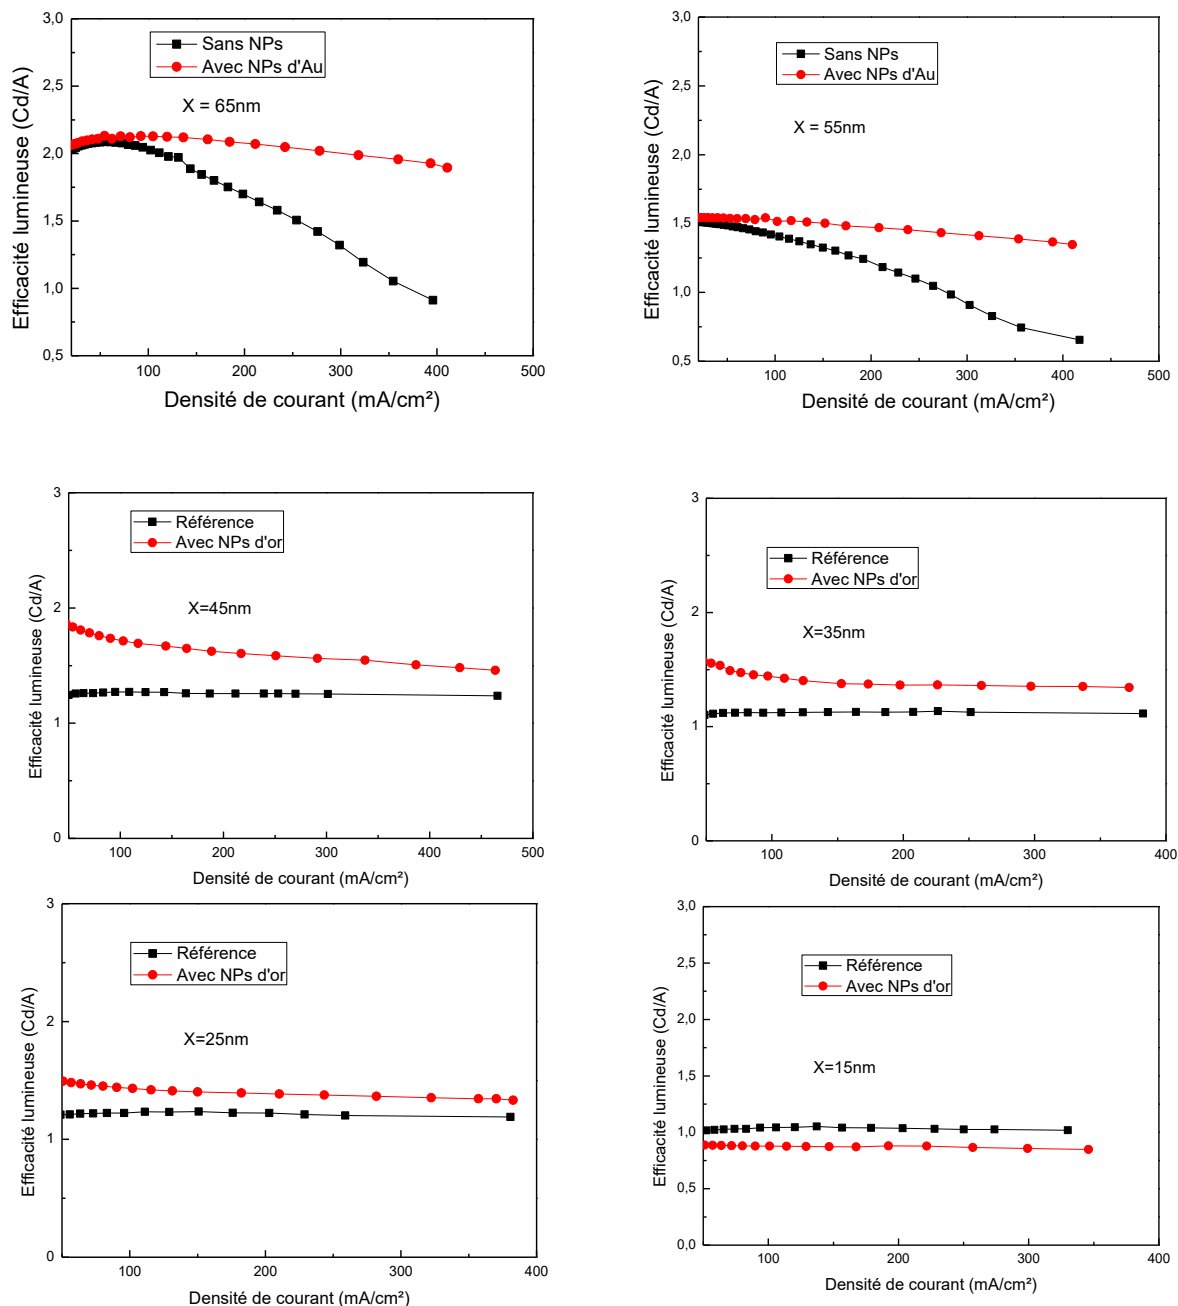 3,0
2,5
2,0
1,5
1,0
0,5
Efficacité lumineuse (Cd/A)
Sans NPs
Avec NPs d'Au
X = 65nm
100 200 300 400 500
Densité de courant (mA/cm²)
3,0
2,5
2,0
1,5
1,0
0,5
Efficacité lumineuse (Cd/A)
Sans NPs
Avec NPs d'Au
X = 55nm
100 200 300 400 500
Densité de courant (mA/cm²)
3
2
1
0
Efficacité lumineuse (Cd/A)
Référence
Avec NPs d'or
X=45nm
100 200 300 400 500
Densité de courant (mA/cm²)
3
2
1
0
Efficacité lumineuse (Cd/A)
Référence
Avec NPs d'or
X=35nm
100 200 300 400
Densité de courant (mA/cm²)
3
2
1
0
Efficacité lumineuse (Cd/A)
Référence
Avec NPs d'or
X=25nm
100 200 300 400
Densité de courant (mA/cm²)
3,0
2,5
2,0
1,5
1,0
0,5
0,0
Efficacité lumineuse (Cd/A)
Référence
Avec NPs d'or
X=15nm
100 200 300 400
Densité de courant (mA/cm²)